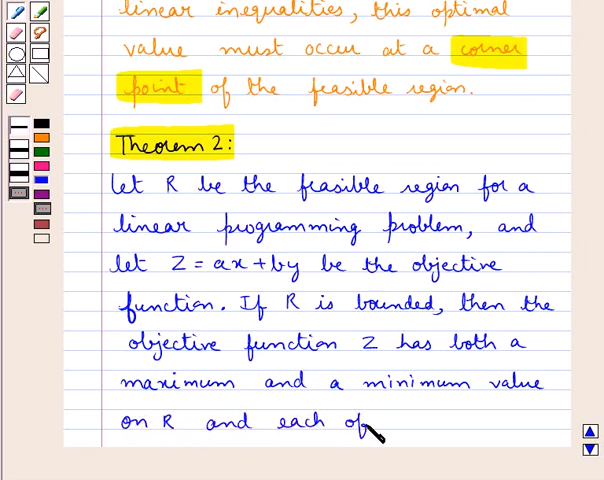 linear inequalities, this optimal
value must occur at a corner
point of the feasible region.
Theorem 2:
let R be the feasible region for a
linear programming problem, and
let Z = ax + by be the objective
function. If R is bounded, then the
objective function Z has both a
maximum and a minimum value
on R and each of